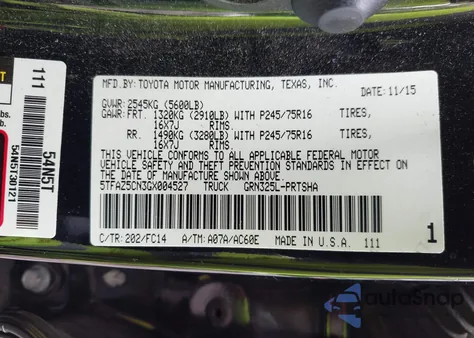 MFD.BY: TOYOTA MOTOR MANUFACTURING, TEXAS, INC.
DATE: 11/15
GVWR: 2545KG (5600LB)
GAWR: FRT. 1320KG (2910LB) WITH P245/75R16 TIRES,
16X7J RIMS.
RR. 1490KG (3280LB) WITH P245/75R16 TIRES,
16X7J RIMS.
THIS VEHICLE CONFORMS TO ALL APPLICABLE FEDERAL MOTOR
VEHICLE SAFETY AND THEFT PREVENTION STANDARDS IN EFFECT ON
THE DATE OF MANUFACTURE SHOWN ABOVE.
5TFAZ5CN3GX004527 TRUCK GRN325L-PRTSHA
C/TR: 202/FC14 A/TM: A07A/AC60E MADE IN U.S.A. 111
1
111
54N5T
54N5T30121
lbs.
autoSnap